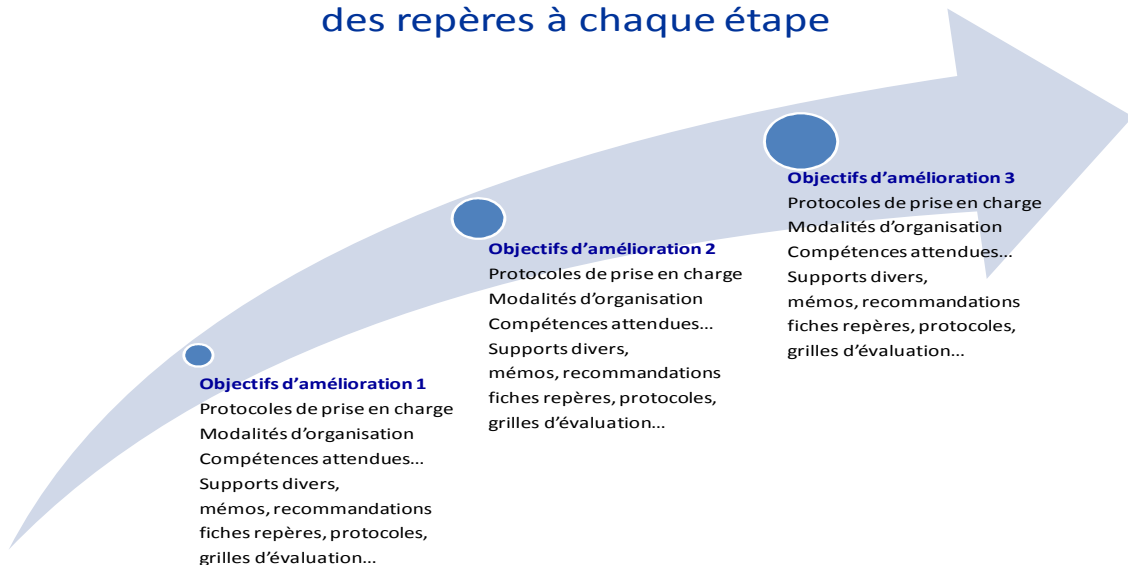 des repères à chaque étape
Objectifs d’amélioration 1
Protocoles de prise en charge
Modalités d’organisation
Compétences attendues...
Supports divers,
mémos, recommandations
fiches repères, protocoles,
grilles d’évaluation...
Objectifs d’amélioration 2
Protocoles de prise en charge
Modalités d’organisation
Compétences attendues...
Supports divers,
mémos, recommandations
fiches repères, protocoles,
grilles d’évaluation...
Objectifs d’amélioration 3
Protocoles de prise en charge
Modalités d’organisation
Compétences attendues...
Supports divers,
mémos, recommandations
fiches repères, protocoles,
grilles d’évaluation...